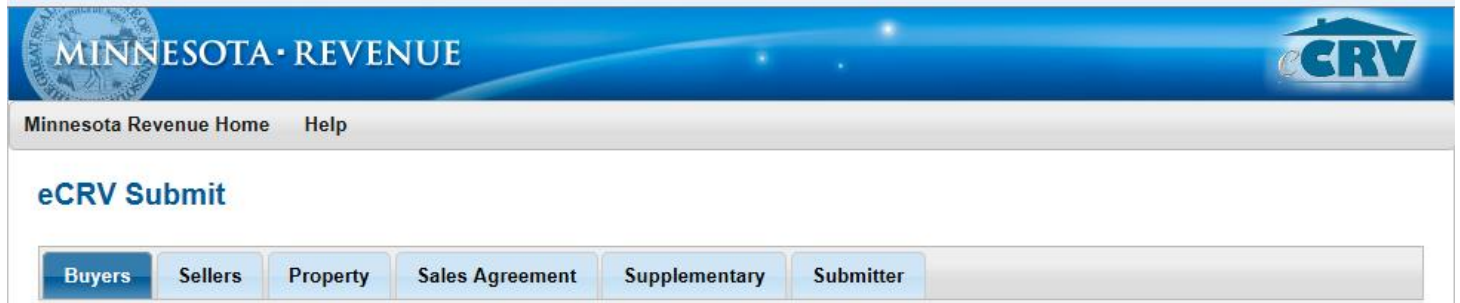 MINNESOTA · REVENUE
eCRV
Minnesota Revenue Home Help
eCRV Submit
Buyers Sellers Property Sales Agreement Supplementary Submitter